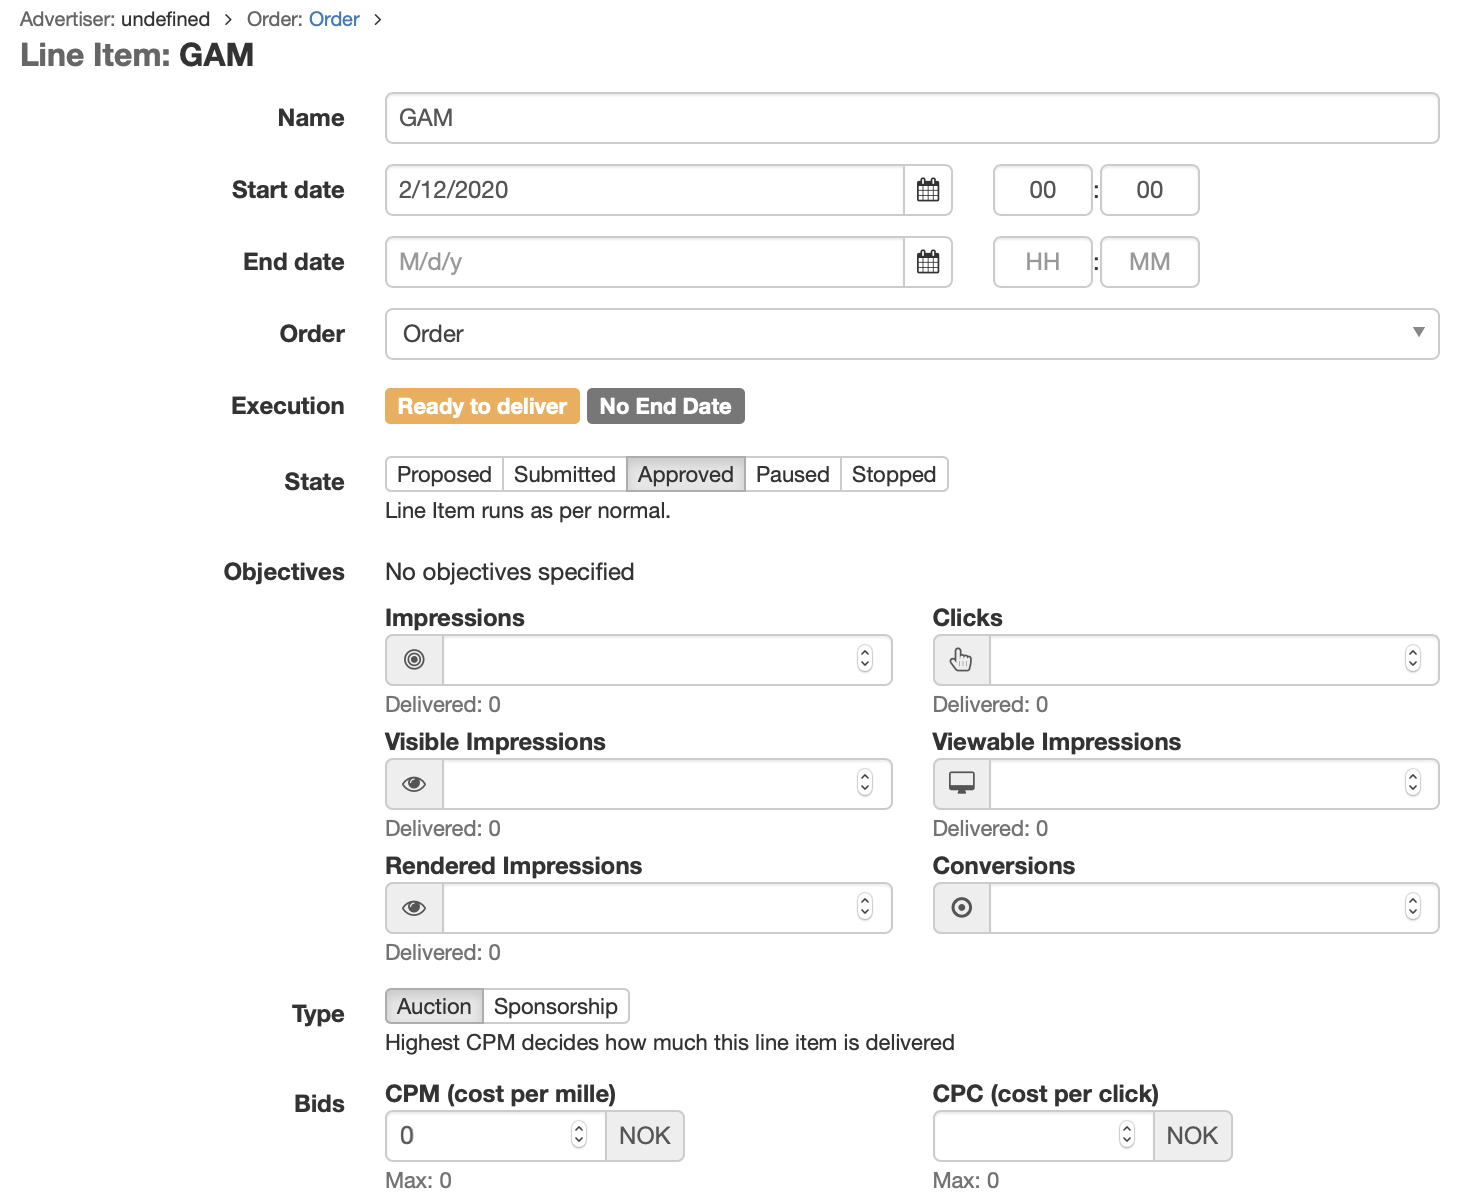 Advertiser: undefined > Order: Order >
Line Item: GAM
Name GAM
Start date 2/12/2020 00 : 00
End date M/d/y HH : MM
Order Order
Execution Ready to deliver No End Date
State Proposed Submitted Approved Paused Stopped
Line Item runs as per normal.
Objectives No objectives specified
Impressions Clicks
Delivered: 0 Delivered: 0
Visible Impressions Viewable Impressions
Delivered: 0 Delivered: 0
Rendered Impressions Conversions
Delivered: 0
Type Auction Sponsorship
Highest CPM decides how much this line item is delivered
Bids CPM (cost per mille) CPC (cost per click)
0 NOK NOK
Max: 0 Max: 0